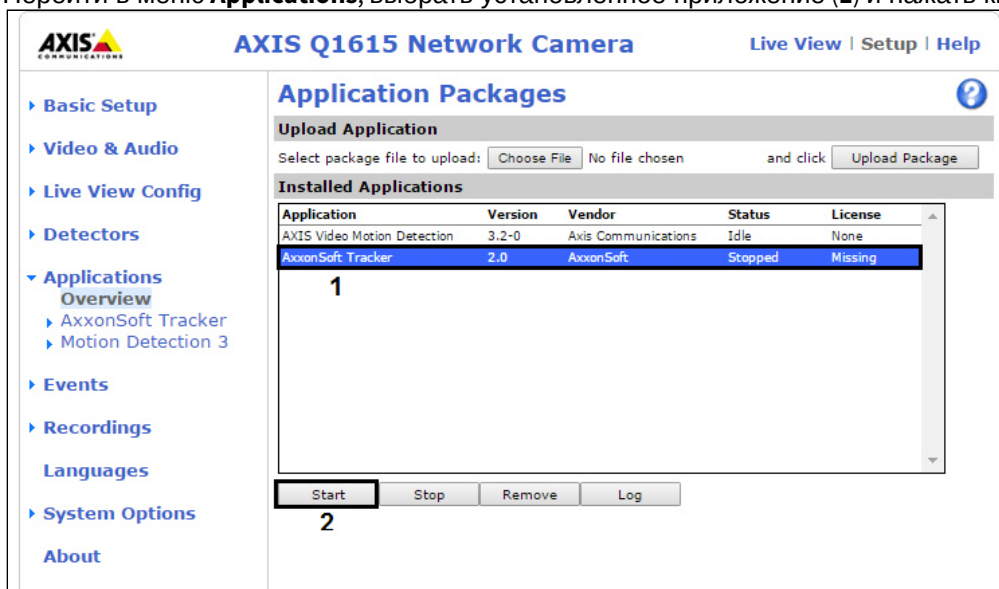 Перейти в меню Applications, выбрать установленное приложение (1) и нажать
AXIS COMMUNICATIONS
AXIS Q1615 Network Camera
Live View | Setup | Help
Basic Setup
Video & Audio
Live View Config
Detectors
Applications
Overview
AxxonSoft Tracker
Motion Detection 3
Events
Recordings
Languages
System Options
About
Application Packages
Upload Application
Select package file to upload: Choose File No file chosen and click Upload Package
Installed Applications
Application Version Vendor Status License
AXIS Video Motion Detection 3.2-0 Axis Communications Idle None
AxxonSoft Tracker 2.0 AxxonSoft Stopped Missing
1
Start Stop Remove Log
2